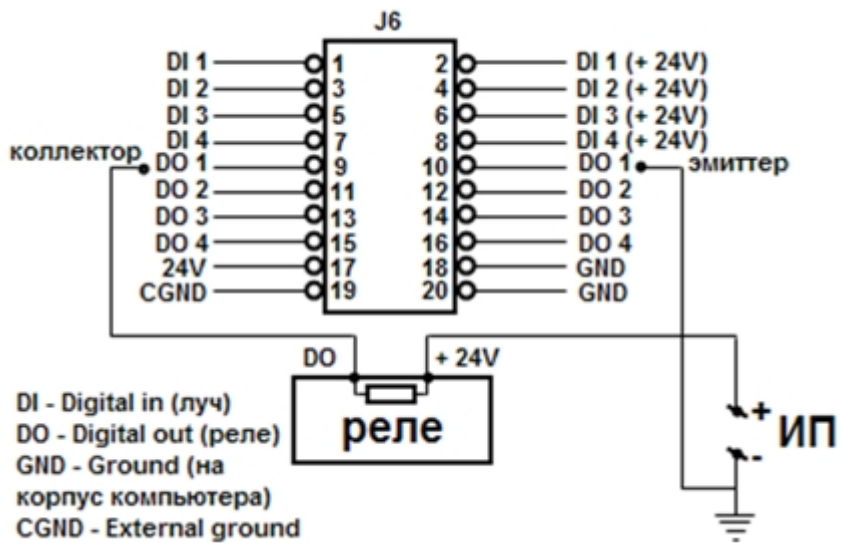 J6
DI 1 1 2 DI 1 (+ 24V)
DI 2 3 4 DI 2 (+ 24V)
DI 3 5 6 DI 3 (+ 24V)
DI 4 7 8 DI 4 (+ 24V)
коллектор DO 1 9 10 DO 1 эмиттер
DO 2 11 12 DO 2
DO 3 13 14 DO 3
DO 4 15 16 DO 4
24V 17 18 GND
CGND 19 20 GND
DO + 24V
реле
+ ИП
-
DI - Digital in (луч)
DO - Digital out (реле)
GND - Ground (на
корпус компьютера)
CGND - External ground